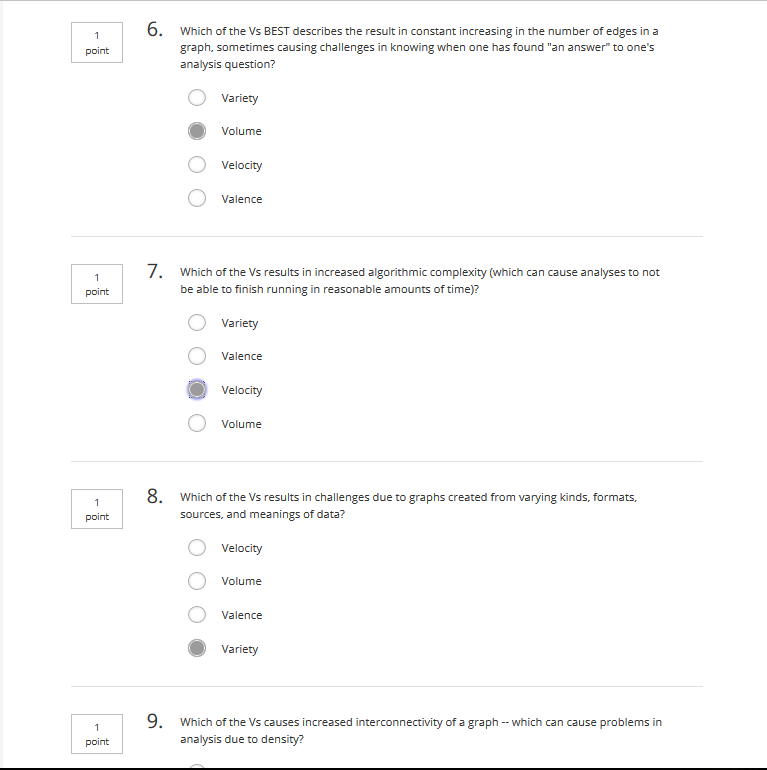 1
point
6. Which of the Vs BEST describes the result in constant increasing in the number of edges in a
graph, sometimes causing challenges in knowing when one has found "an answer" to one's
analysis question?
Variety
Volume
Velocity
Valence
1
point
7. Which of the Vs results in increased algorithmic complexity (which can cause analyses to not
be able to finish running in reasonable amounts of time)?
Variety
Valence
Velocity
Volume
1
point
8. Which of the Vs results in challenges due to graphs created from varying kinds, formats,
sources, and meanings of data?
Velocity
Volume
Valence
Variety
1
point
9. Which of the Vs causes increased interconnectivity of a graph -- which can cause problems in
analysis due to density?